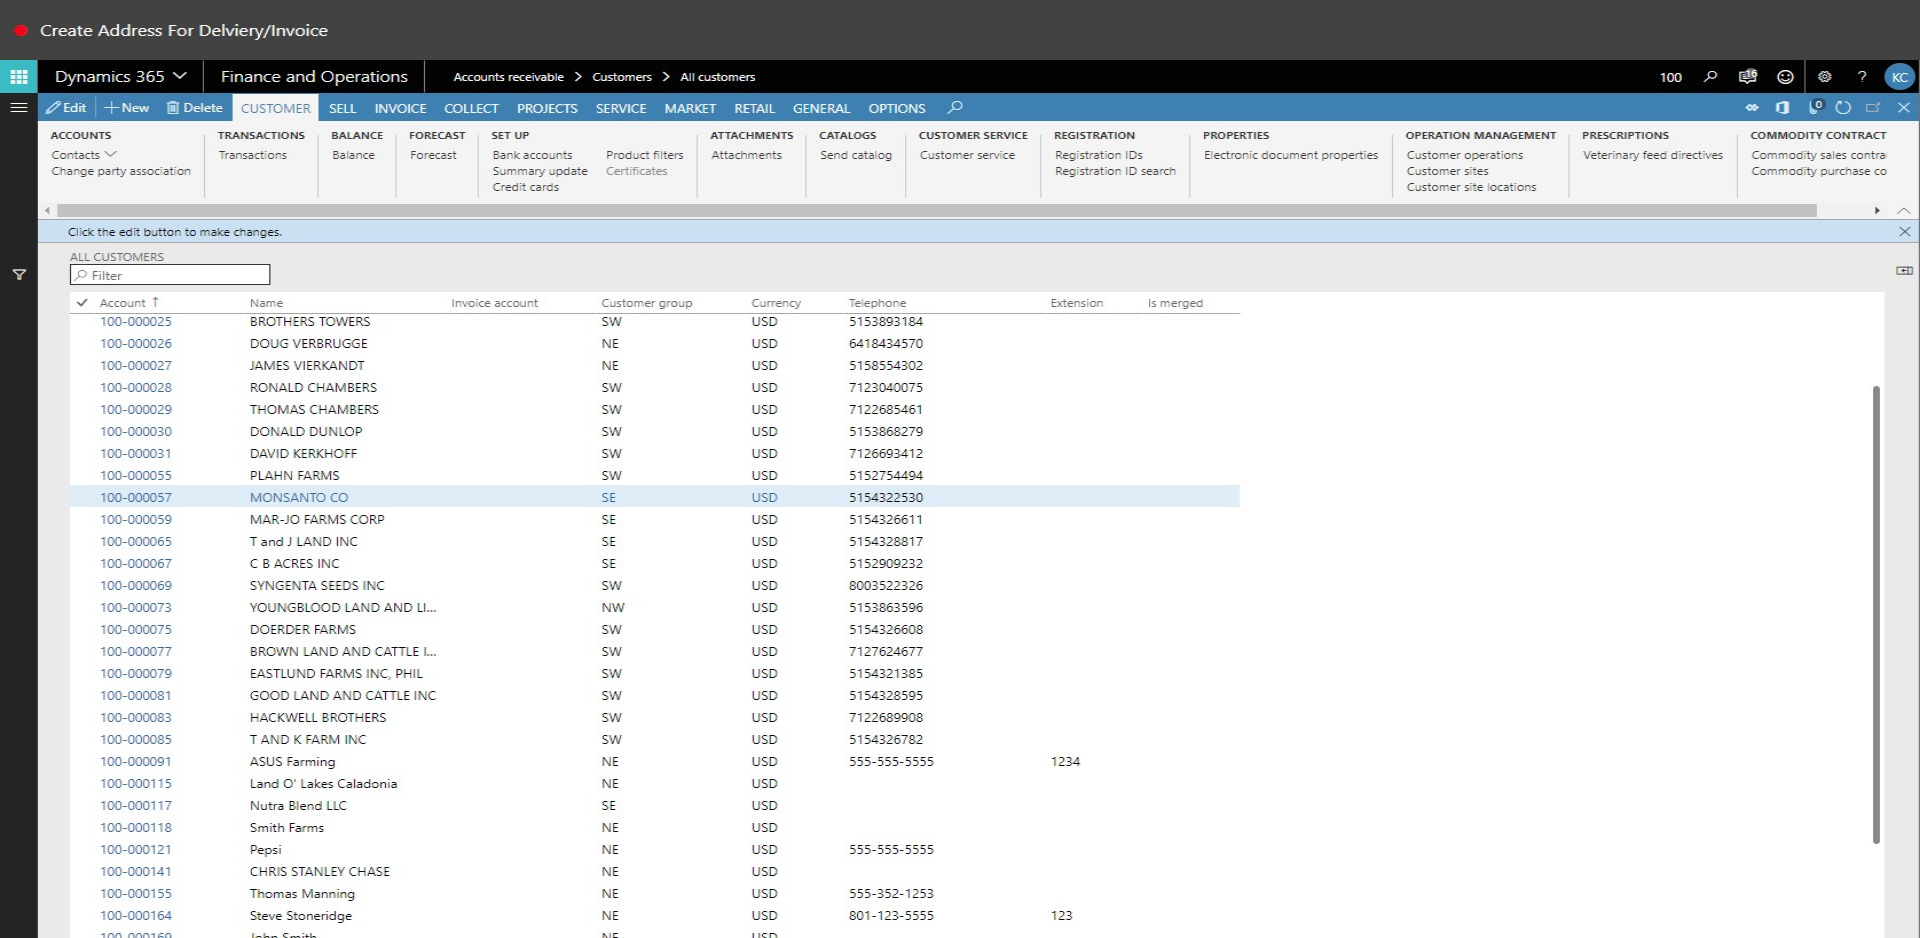 Create Address For Delviery/Invoice
Dynamics 365 Finance and Operations Accounts receivable > Customers > All customers 100 16 ? KC
Edit New Delete CUSTOMER SELL INVOICE COLLECT PROJECTS SERVICE MARKET RETAIL GENERAL OPTIONS 0
ACCOUNTS TRANSACTIONS BALANCE FORECAST SET UP ATTACHMENTS CATALOGS CUSTOMER SERVICE REGISTRATION PROPERTIES OPERATION MANAGEMENT PRESCRIPTIONS COMMODITY CONTRACT
Contacts Transactions Balance Forecast Bank accounts Product filters Attachments Send catalog Customer service Registration IDs Electronic document properties Customer operations Veterinary feed directives Commodity sales contra
Change party association Summary update Certificates Registration ID search Customer sites Commodity purchase co
Credit cards Customer site locations
Click the edit button to make changes.
ALL CUSTOMERS
Filter
Account ↑ Name Invoice account Customer group Currency Telephone Extension Is merged
100-000025 BROTHERS TOWERS SW USD 5153893184
100-000026 DOUG VERBRUGGE NE USD 6418434570
100-000027 JAMES VIERKANDT NE USD 5158554302
100-000028 RONALD CHAMBERS SW USD 7123040075
100-000029 THOMAS CHAMBERS SW USD 7122685461
100-000030 DONALD DUNLOP SW USD 5153868279
100-000031 DAVID KERKHOFF SW USD 7126693412
100-000055 PLAHN FARMS SW USD 5152754494
100-000057 MONSANTO CO SE USD 5154322530
100-000059 MAR-JO FARMS CORP SE USD 5154326611
100-000065 T and J LAND INC SE USD 5154328817
100-000067 C B ACRES INC SE USD 5152909232
100-000069 SYNGENTA SEEDS INC SW USD 8003522326
100-000073 YOUNGBLOOD LAND AND LI... NW USD 5153863596
100-000075 DOERDER FARMS SW USD 5154326608
100-000077 BROWN LAND AND CATTLE I... SW USD 7127624677
100-000079 EASTLUND FARMS INC, PHIL SW USD 5154321385
100-000081 GOOD LAND AND CATTLE INC SW USD 5154328595
100-000083 HACKWELL BROTHERS SW USD 7122689908
100-000085 T AND K FARM INC SW USD 5154326782
100-000091 ASUS Farming NE USD 555-555-5555 1234
100-000115 Land O' Lakes Caladonia NE USD
100-000117 Nutra Blend LLC SE USD
100-000118 Smith Farms NE USD
100-000121 Pepsi NE USD 555-555-5555
100-000141 CHRIS STANLEY CHASE NE USD
100-000155 Thomas Manning NE USD 555-352-1253
100-000164 Steve Stoneridge NE USD 801-123-5555 123
100-000169 John Smith NE USD